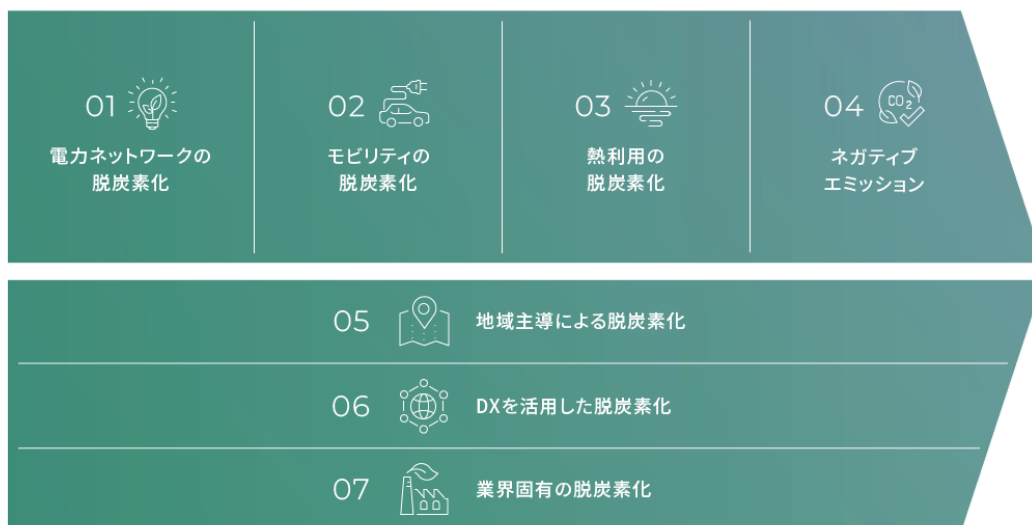 01
電力ネットワークの
脱炭素化
02
モビリティの
脱炭素化
03
熱利用の
脱炭素化
04
CO2
ネガティブ
エミッション
05 地域主導による脱炭素化
06 DXを活用した脱炭素化
07 業界固有の脱炭素化